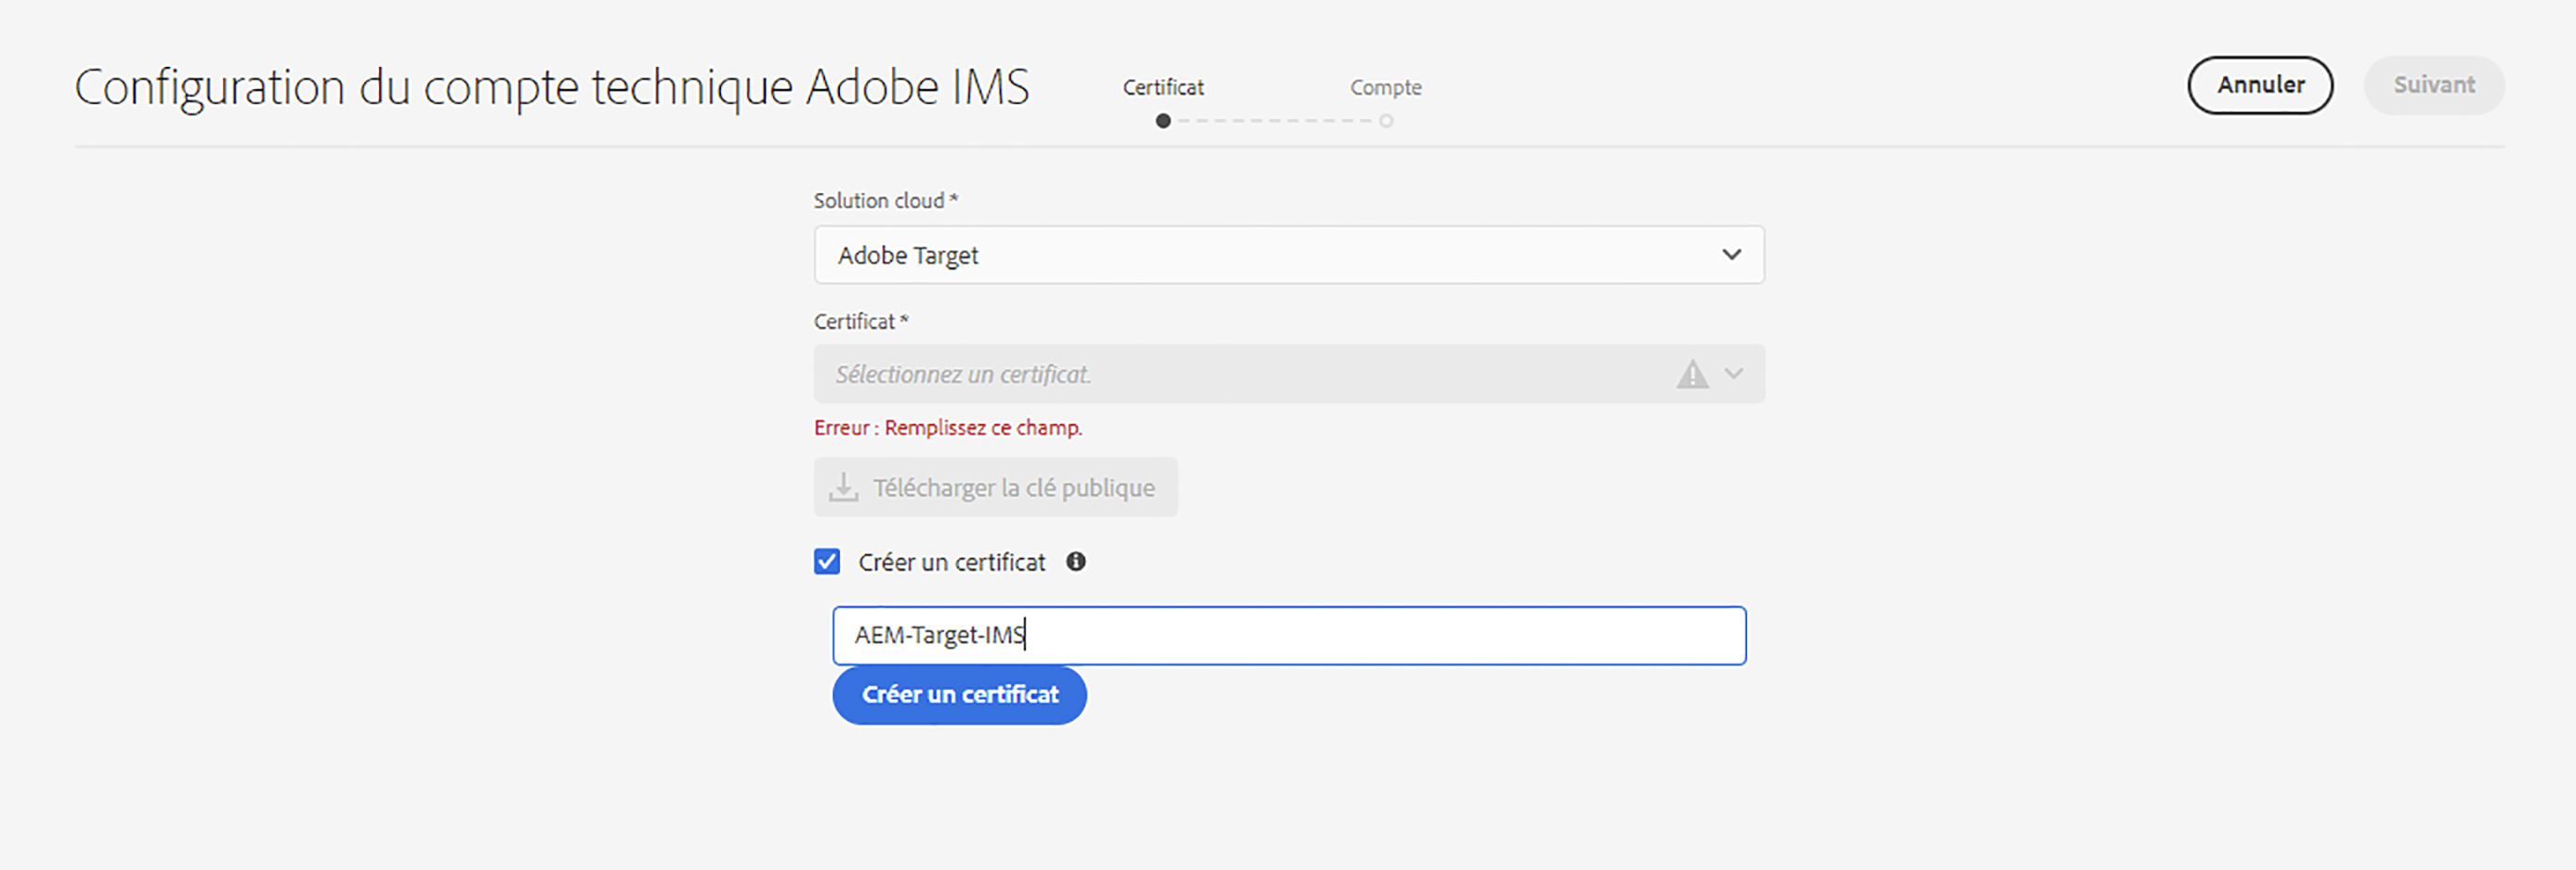 Configuration du compte technique Adobe IMS
Certificat
Compte
Annuler
Suivant
Solution cloud *
Adobe Target
Certificat *
Sélectionnez un certificat.
Erreur : Remplissez ce champ.
Télécharger la clé publique
Créer un certificat
AEM-Target-IMS
Créer un certificat